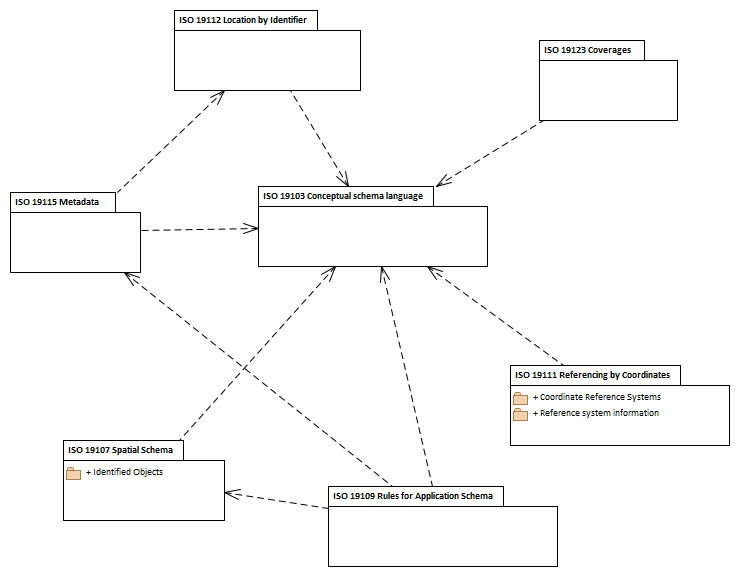 ISO 19112 Location by Identifier
ISO 19123 Coverages
ISO 19115 Metadata
ISO 19103 Conceptual schema language
ISO 19111 Referencing by Coordinates
+ Coordinate Reference Systems
+ Reference system information
ISO 19107 Spatial Schema
+ Identified Objects
ISO 19109 Rules for Application Schema